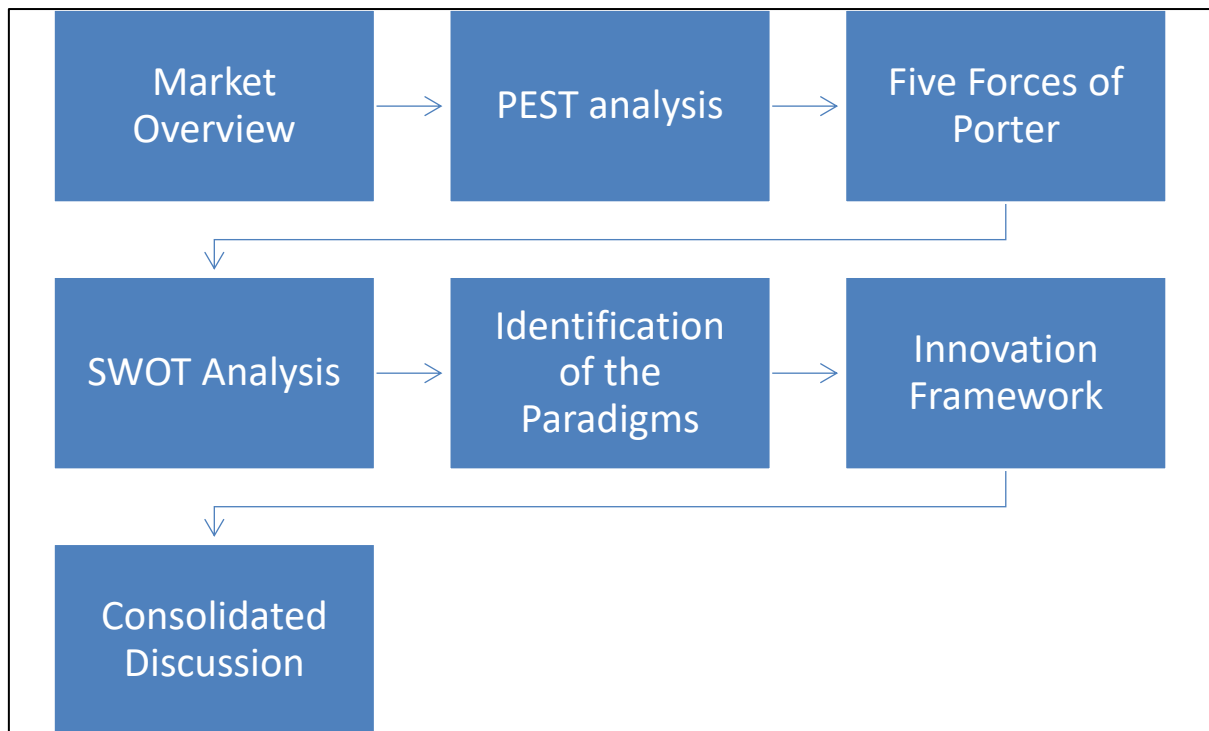 Market
Overview
PEST analysis
Five Forces of
Porter
SWOT Analysis
Identification
of the
Paradigms
Innovation
Framework
Consolidated
Discussion